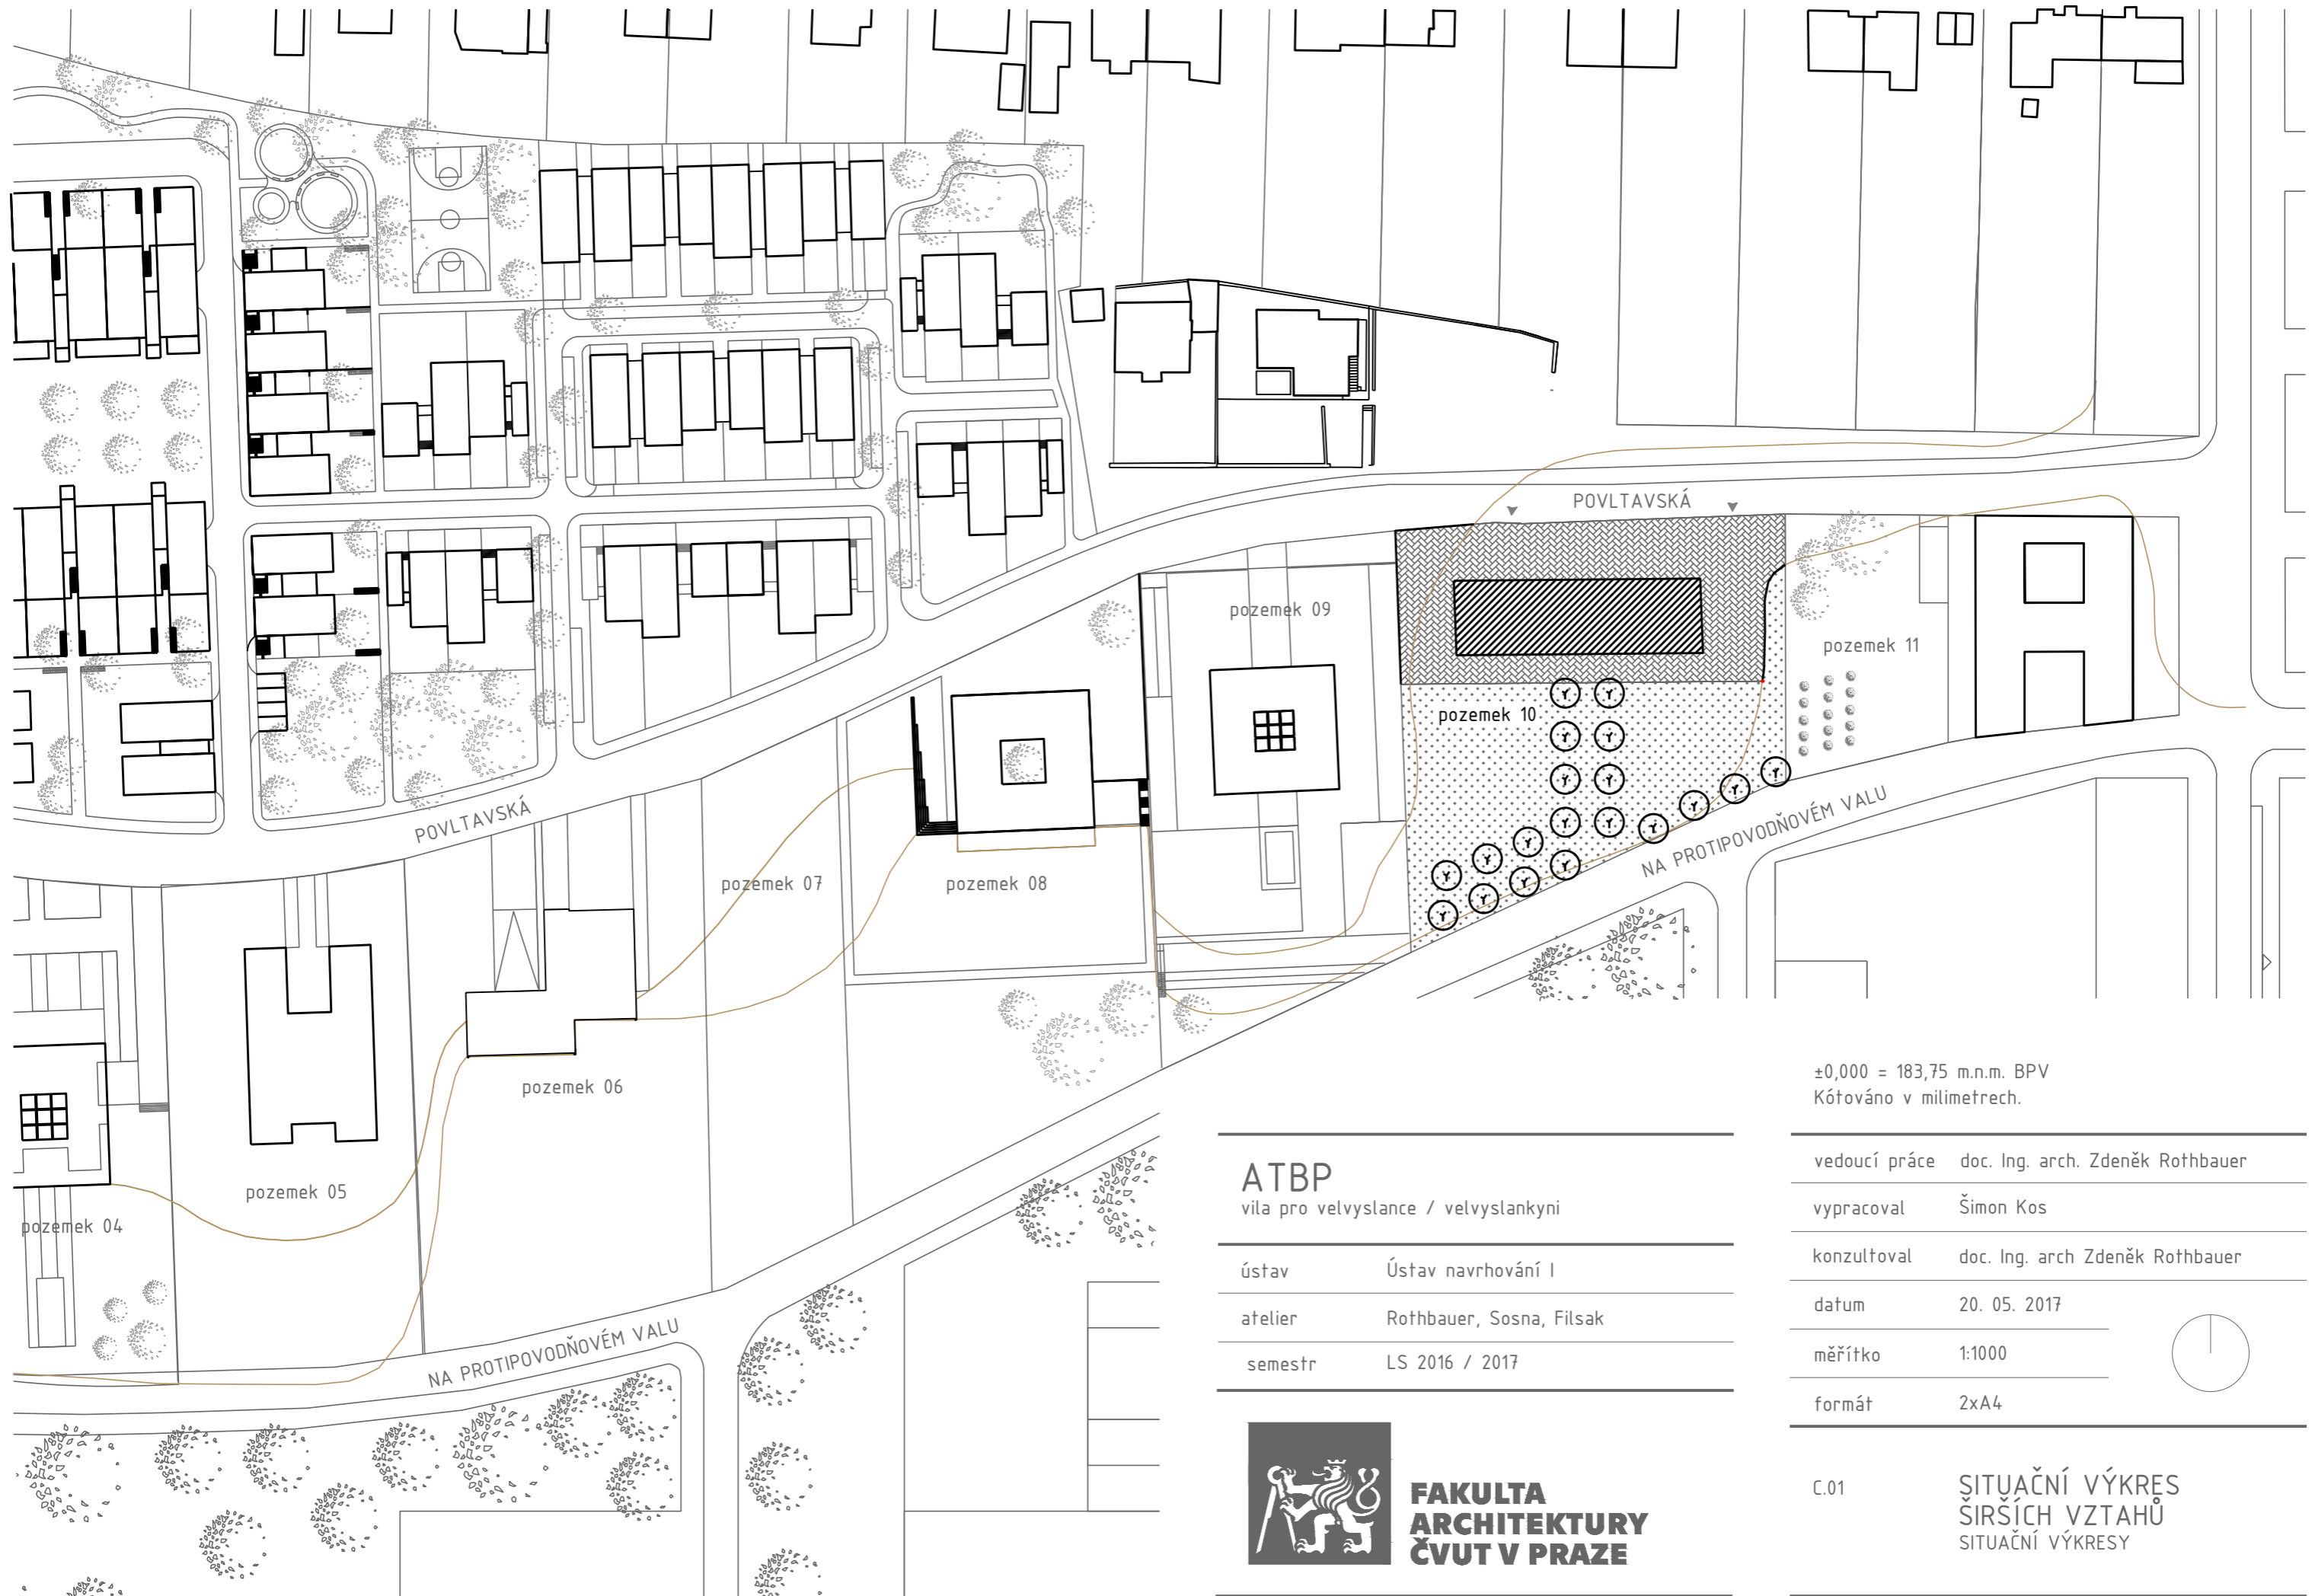 POVLTAVSKÁ
pozemek 09
pozemek 11
pozemek 10
POVLTAVSKÁ
NA PROTIPOVODŇOVÉM VALU
pozemek 07
pozemek 08
pozemek 06
pozemek 05
pozemek 04
NA PROTIPOVODŇOVÉM VALU
±0,000 = 183,75 m.n.m. BPV
Kótováno v milimetrech.
ATBP
vila pro velvyslance / velvyslankyni
ústav Ústav navrhování I
atelier Rothbauer, Sosna, Filsak
semestr LS 2016 / 2017
FAKULTA
ARCHITEKTURY
ČVUT V PRAZE
vedoucí práce doc. Ing. arch. Zdeněk Rothbauer
vypracoval Šimon Kos
konzultoval doc. Ing. arch Zdeněk Rothbauer
datum 20. 05. 2017
měřítko 1:1000
formát 2xA4
C.01 SITUAČNÍ VÝKRES
ŠIRŠÍCH VZTAHŮ
SITUAČNÍ VÝKRESY